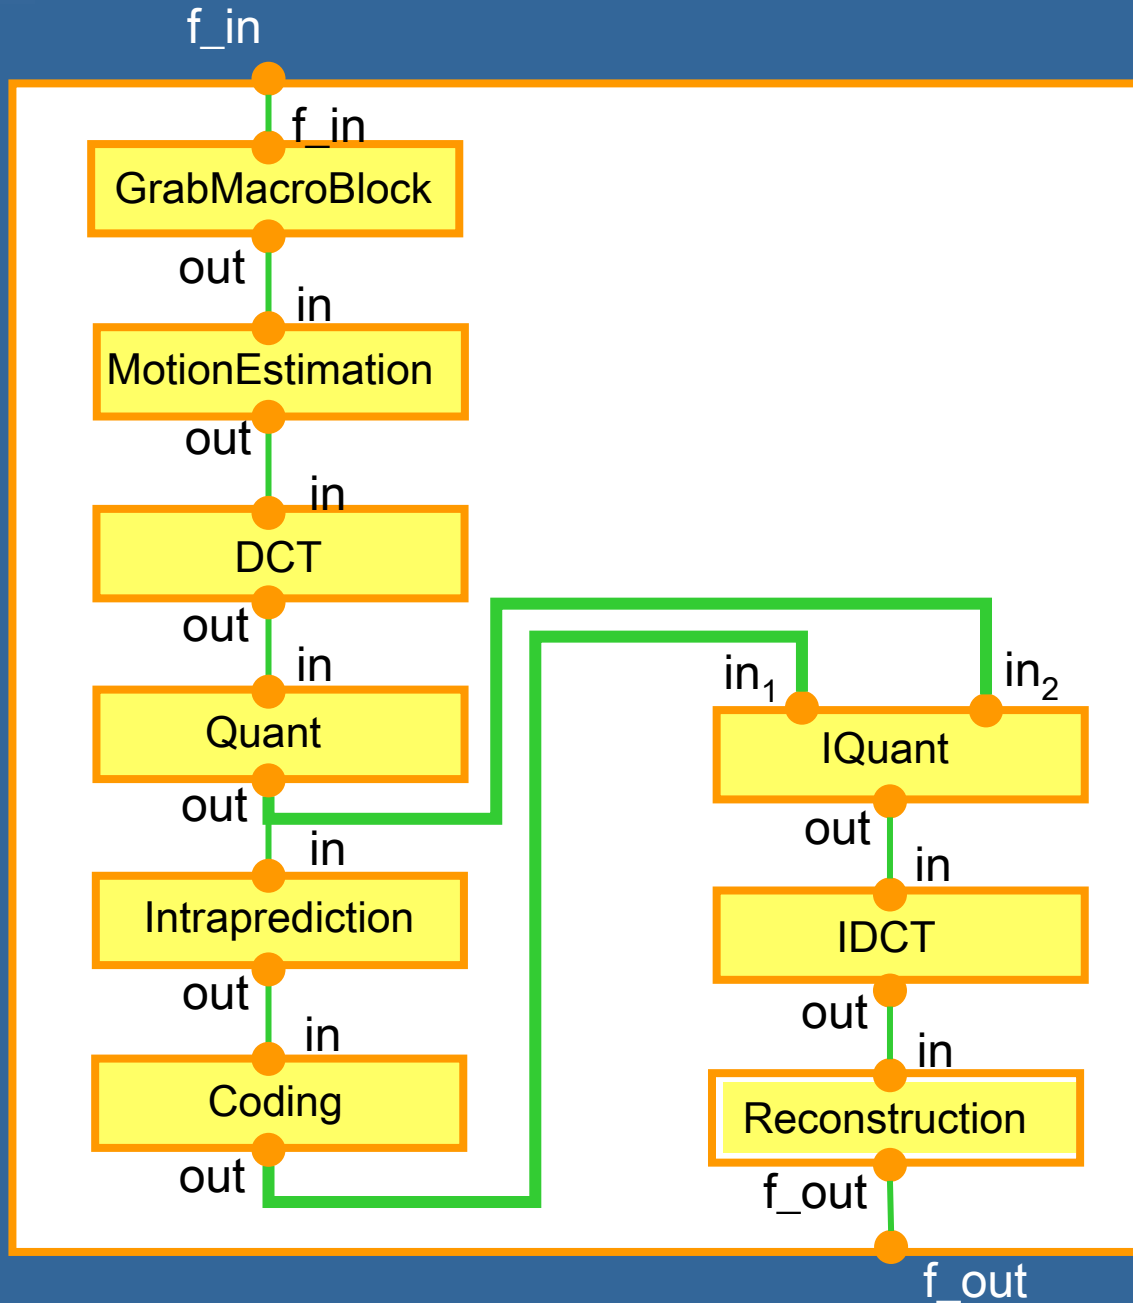 f_in
f_in
GrabMacroBlock
out
in
MotionEstimation
out
in
DCT
out
in
Quant
out
in
Intraprediction
out
in
Coding
out
in₁
in₂
IQuant
out
in
IDCT
out
in
Reconstruction
f_out
f_out